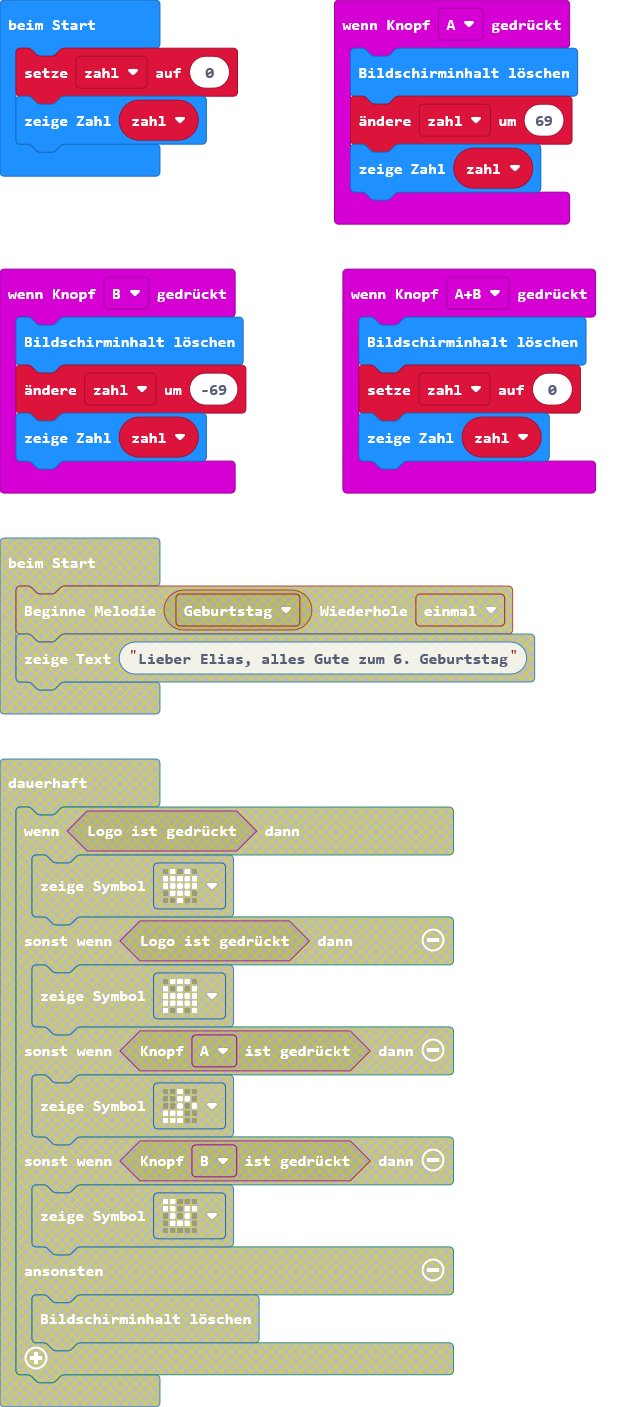 beim Start
setze zahl auf 0
zeige Zahl zahl
wenn Knopf A gedrückt
Bildschirminhalt löschen
ändere zahl um 69
zeige Zahl zahl
wenn Knopf B gedrückt
Bildschirminhalt löschen
ändere zahl um -69
zeige Zahl zahl
wenn Knopf A+B gedrückt
Bildschirminhalt löschen
setze zahl auf 0
zeige Zahl zahl
beim Start
Beginne Melodie Geburtstag Wiederhole einmal
zeige Text "Lieber Elias, alles Gute zum 6. Geburtstag"
dauerhaft
wenn Logo ist gedrückt dann
zeige Symbol
sonst wenn Logo ist gedrückt dann
zeige Symbol
sonst wenn Knopf A ist gedrückt dann
zeige Symbol
sonst wenn Knopf B ist gedrückt dann
zeige Symbol
ansonsten
Bildschirminhalt löschen